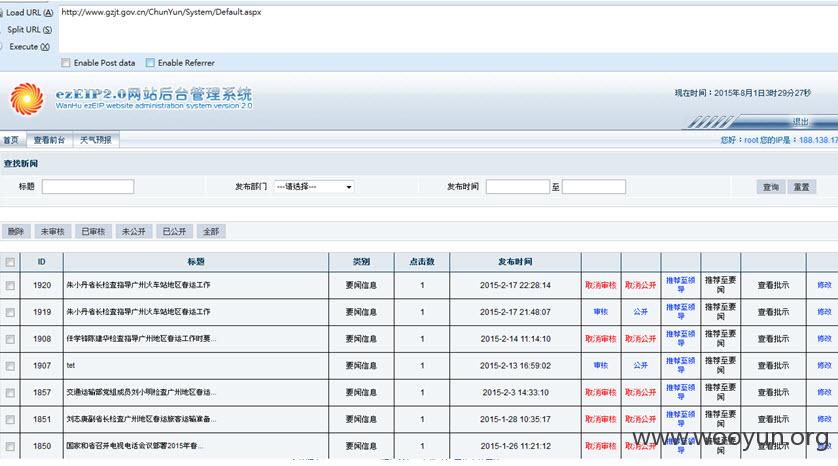 Load URL (A) http://www.gzjt.gov.cn/ChunYun/System/Default.aspx
Split URL (S)
Execute (X)
Enable Post data Enable Referrer
ezEIP2.0网站后台管理系统
WanHu ezEIP website administration system version 2.0
现在时间：2015年8月1日3时29分27秒
退出
首页 查看前台 天气预报 您好：root 您的IP是：188.138.17
查找新闻
标题 发布部门 ---请选择--- 发布时间 至 查询 重置
删除 未审核 已审核 未公开 已公开 全部
ID 标题 类别 点击数 发布时间
1920 朱小丹省长检查指导广州火车站地区春运工作 要闻信息 1 2015-2-17 22:28:14 取消审核 取消公开 推荐至领导 推荐至要闻 查看批示 修改
1919 朱小丹省长检查指导广州火车站地区春运工作 要闻信息 1 2015-2-17 21:48:07 审核 公开 推荐至领导 推荐至要闻 查看批示 修改
1908 任学锋陈建华检查指导广州地区春运工作时要... 要闻信息 1 2015-2-14 11:14:10 取消审核 取消公开 推荐至领导 推荐至要闻 查看批示 修改
1907 tet 要闻信息 1 2015-2-13 16:59:02 审核 公开 推荐至领导 推荐至要闻 查看批示 修改
1857 交通运输部党组成员刘小明检查广州地区春运... 要闻信息 1 2015-2-3 14:33:10 取消审核 取消公开 推荐至领导 推荐至要闻 查看批示 修改
1851 刘志庚副省长检查广州地区春运旅客运输准备... 要闻信息 1 2015-1-28 10:35:17 取消审核 取消公开 推荐至领导 推荐至要闻 查看批示 修改
1850 国家和省召开电视电话会议部署2015年春... 要闻信息 1 2015-1-26 11:21:12 取消审核 取消公开 推荐至领导 推荐至要闻 查看批示 修改
www.wooyun.org